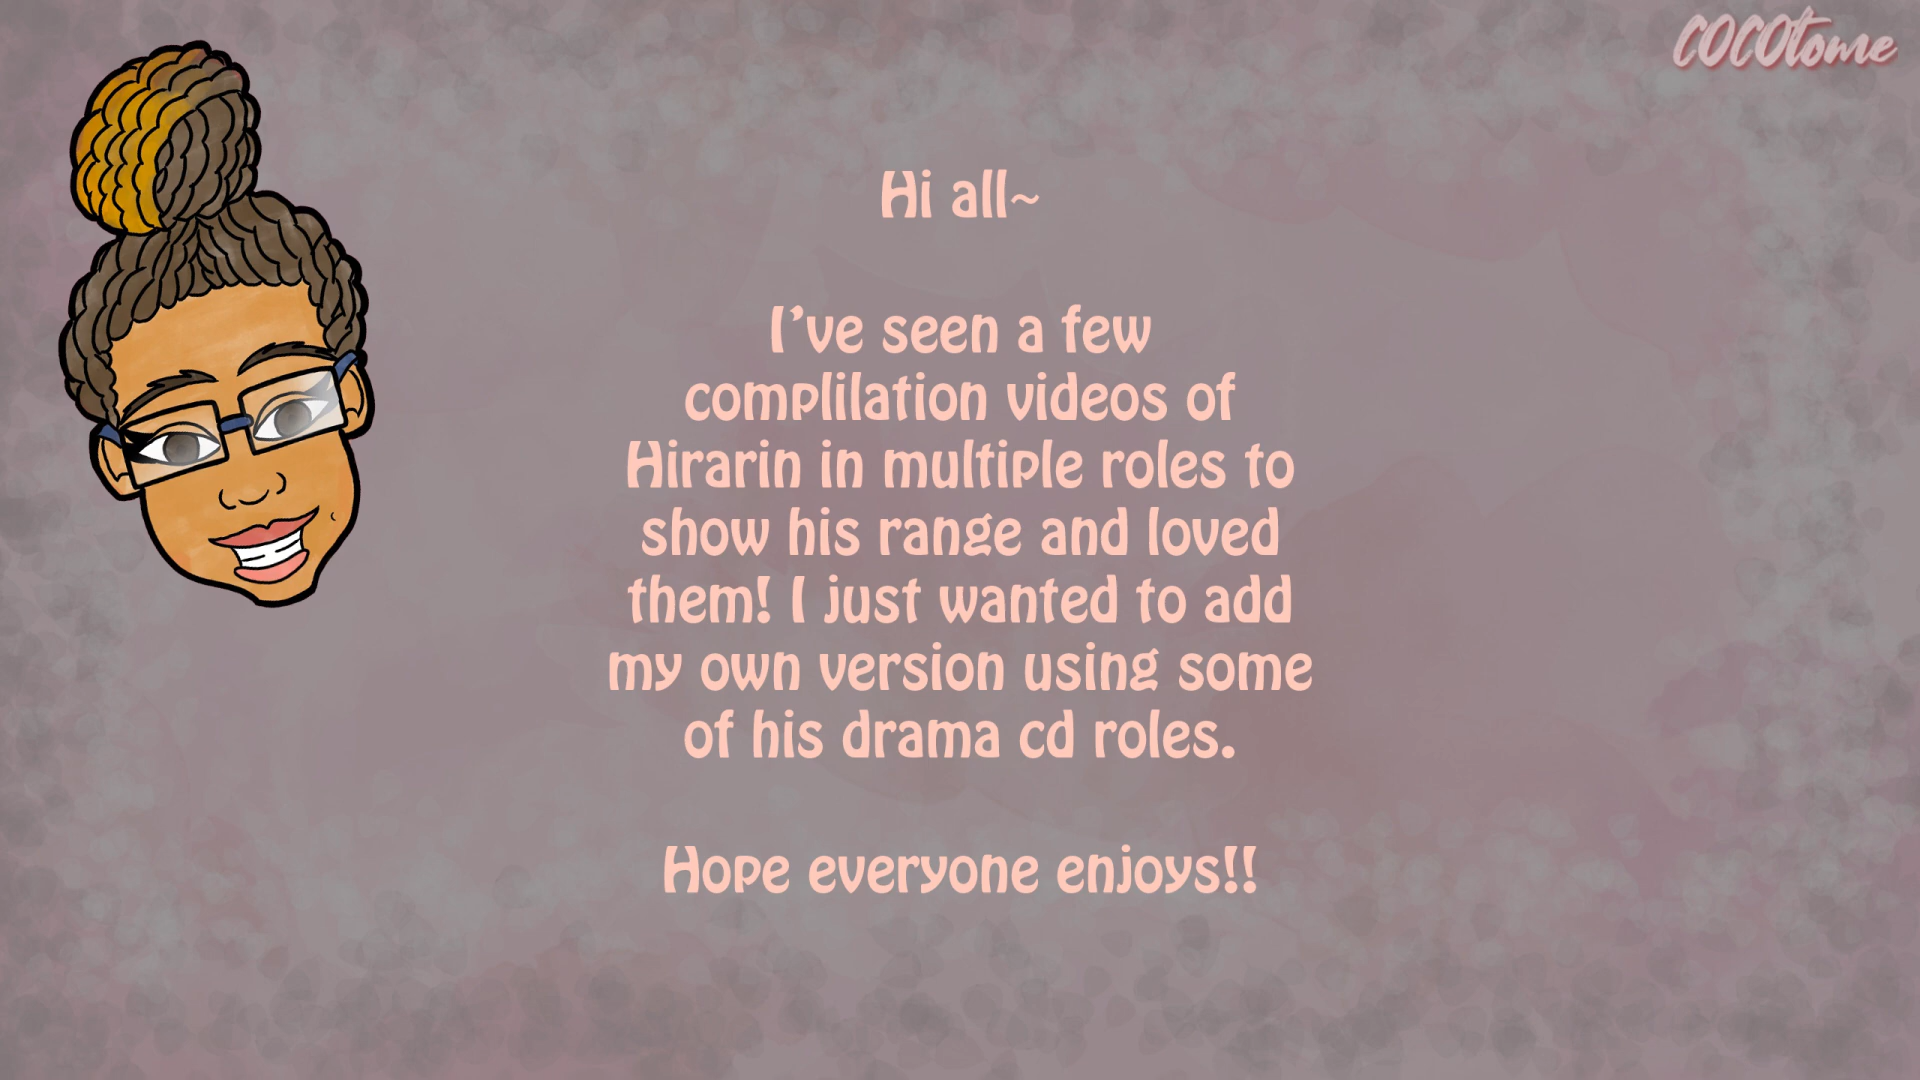 COCOtome
Hi all~
I've seen a few
complilation videos of
Hirarin in multiple roles to
show his range and loved
them! I just wanted to add
my own version using some
of his drama cd roles.
Hope everyone enjoys!!